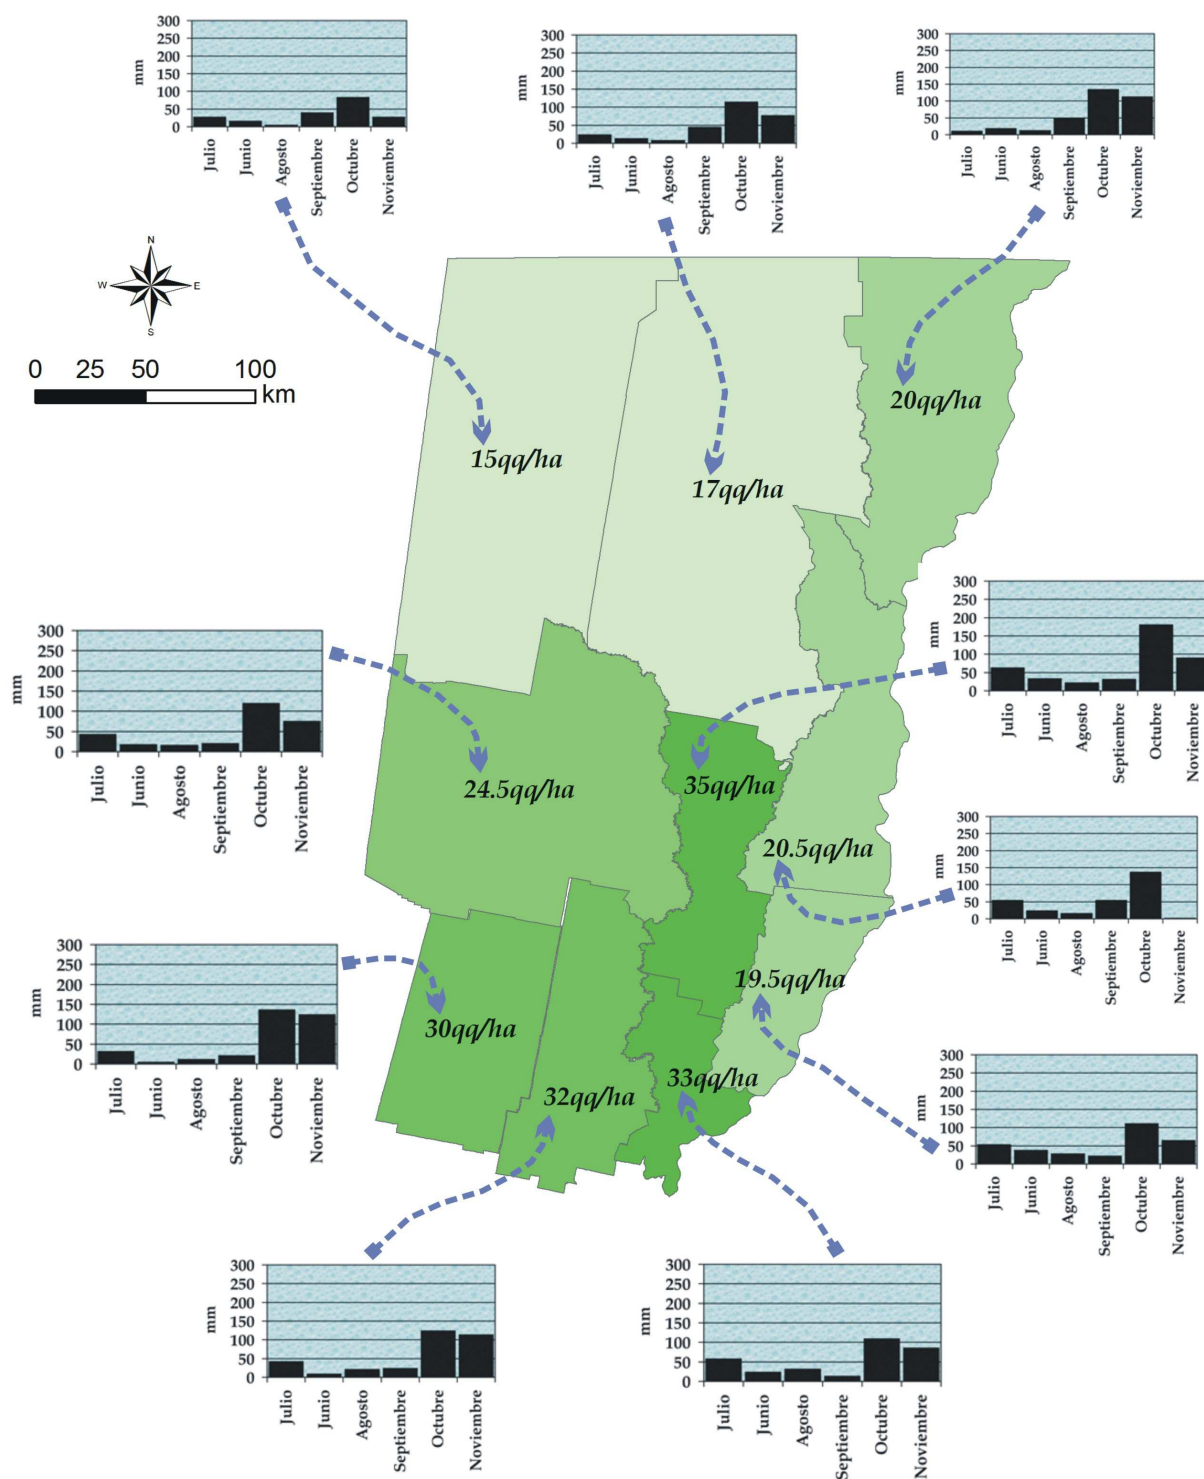 300
250
200
150
100
50
0
mm
Julio
Junio
Agosto
Septiembre
Octubre
Noviembre
300
250
200
150
100
50
0
mm
Julio
Junio
Agosto
Septiembre
Octubre
Noviembre
300
250
200
150
100
50
0
mm
Julio
Junio
Agosto
Septiembre
Octubre
Noviembre
N
W E
S
0 25 50 100
km
20qq/ha
15qq/ha
17qq/ha
300
250
200
150
100
50
0
mm
Julio
Junio
Agosto
Septiembre
Octubre
Noviembre
300
250
200
150
100
50
0
mm
Julio
Junio
Agosto
Septiembre
Octubre
Noviembre
24.5qq/ha
35qq/ha
20.5qq/ha
300
250
200
150
100
50
0
mm
Julio
Junio
Agosto
Septiembre
Octubre
Noviembre
300
250
200
150
100
50
0
mm
Julio
Junio
Agosto
Septiembre
Octubre
Noviembre
19.5qq/ha
30qq/ha
33qq/ha
32qq/ha
300
250
200
150
100
50
0
mm
Julio
Junio
Agosto
Septiembre
Octubre
Noviembre
300
250
200
150
100
50
0
mm
Julio
Junio
Agosto
Septiembre
Octubre
Noviembre
300
250
200
150
100
50
0
mm
Julio
Junio
Agosto
Septiembre
Octubre
Noviembre